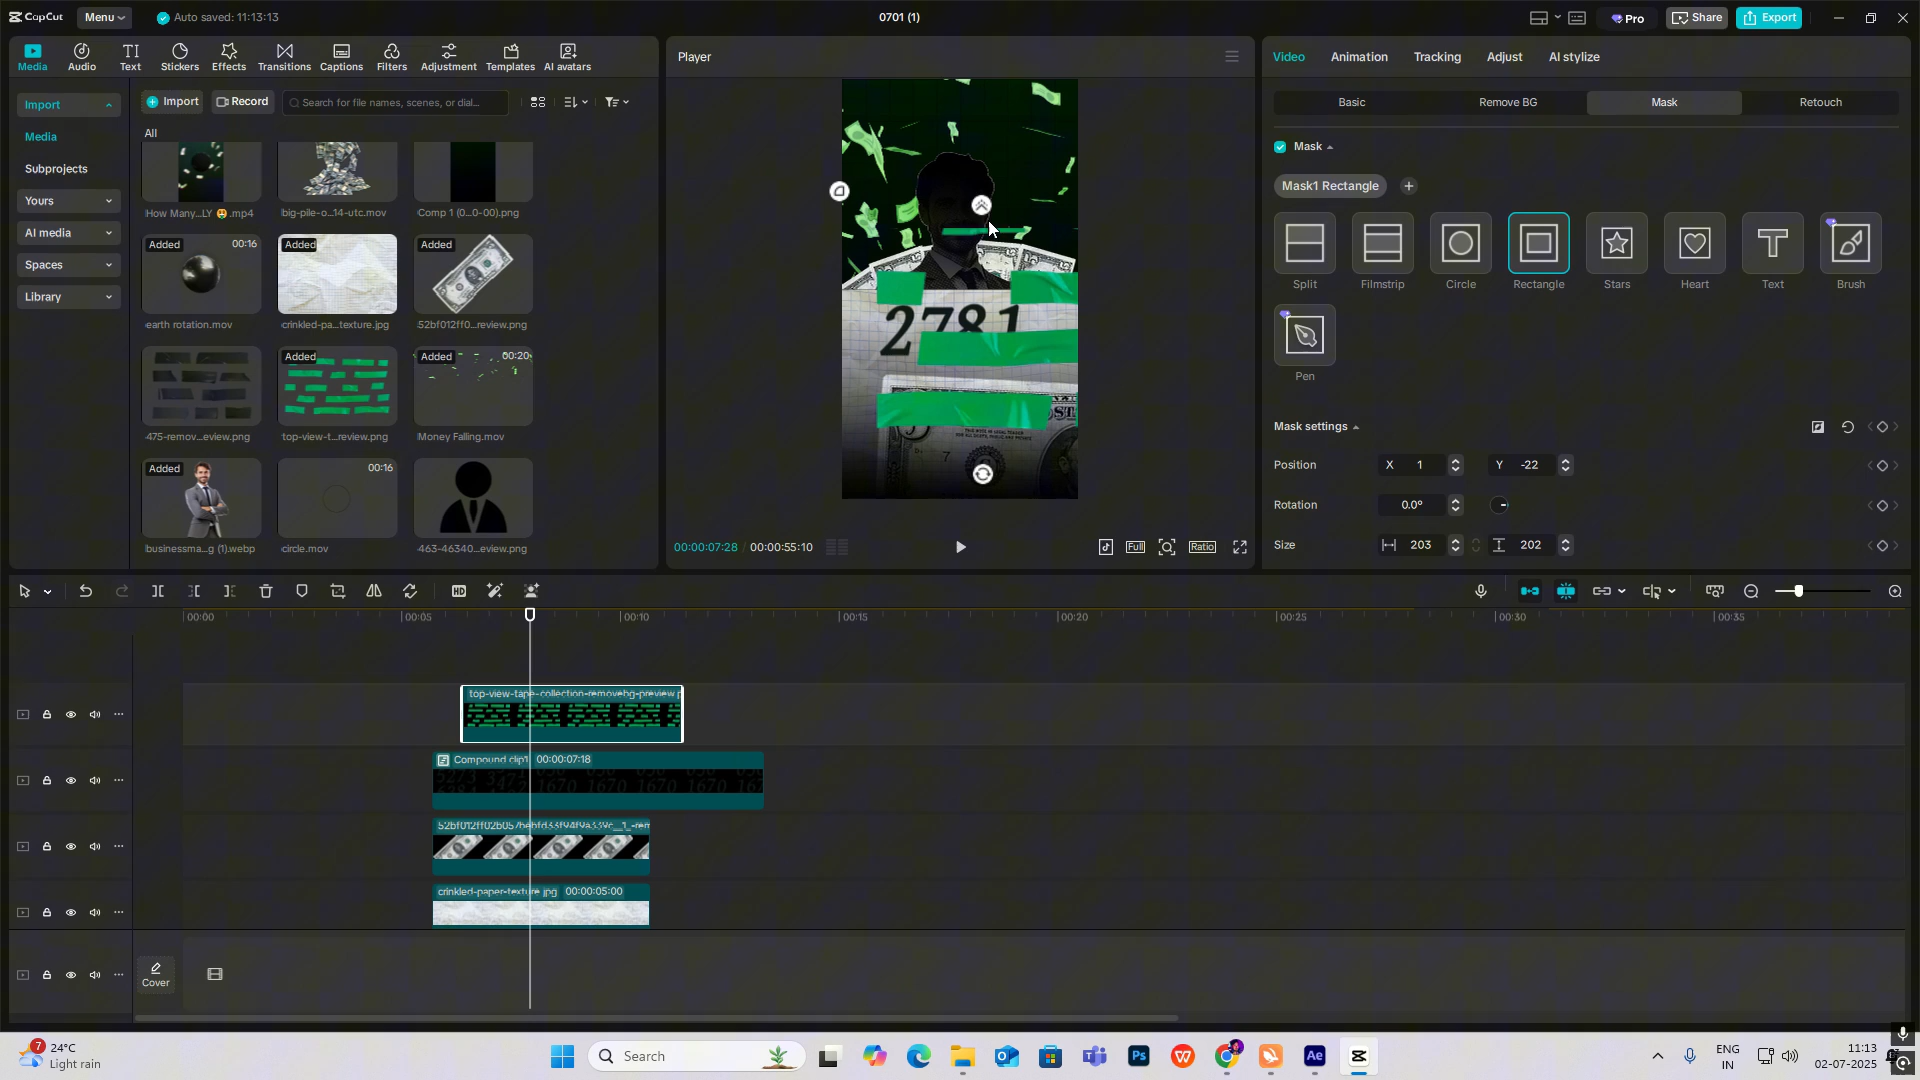 CapCut
Menu
Auto saved: 11:13:13
0701 (1)
Pro
Share
Export
Media
Audio
Text
Stickers
Effects
Transitions
Captions
Filters
Adjustment
Templates
AI avatars
Import
Media
Subprojects
Yours
AI media
Spaces
Library
Import
Record
Search for file names, scenes, or dial...
All
How Many...LY 🤑.mp4
big-pile-o...14-utc.mov
Comp 1 (0...0-00).png
Added
00:16
Added
Added
earth rotation.mov
crinkled-pa...texture.jpg
52bf012ff0...review.png
Added
Added
00:20
475-remov...eview.png
top-view-t...review.png
Money Falling.mov
Added
00:16
businessma...g (1).webp
circle.mov
463-46340...eview.png
Player
2781
00:00:07:28 / 00:00:55:10
Full
Ratio
Video
Animation
Tracking
Adjust
AI stylize
Basic
Remove BG
Mask
Retouch
Mask
Mask1 Rectangle
Split
Filmstrip
Circle
Rectangle
Stars
Heart
Text
Brush
Pen
Mask settings
Position
X 1
Y -22
Rotation
0.0°
Size
203
202
HD
00:00
00:05
00:10
00:15
00:20
00:25
00:30
00:35
top-view-tape-collection-removebg-preview.p
Compound clip1 00:00:07:18
crinkled-paper-texture.jpg 00:00:05:00
Cover
7
24°C
Light rain
Search
Ps
Ae
ENG
IN
11:13
02-07-2025